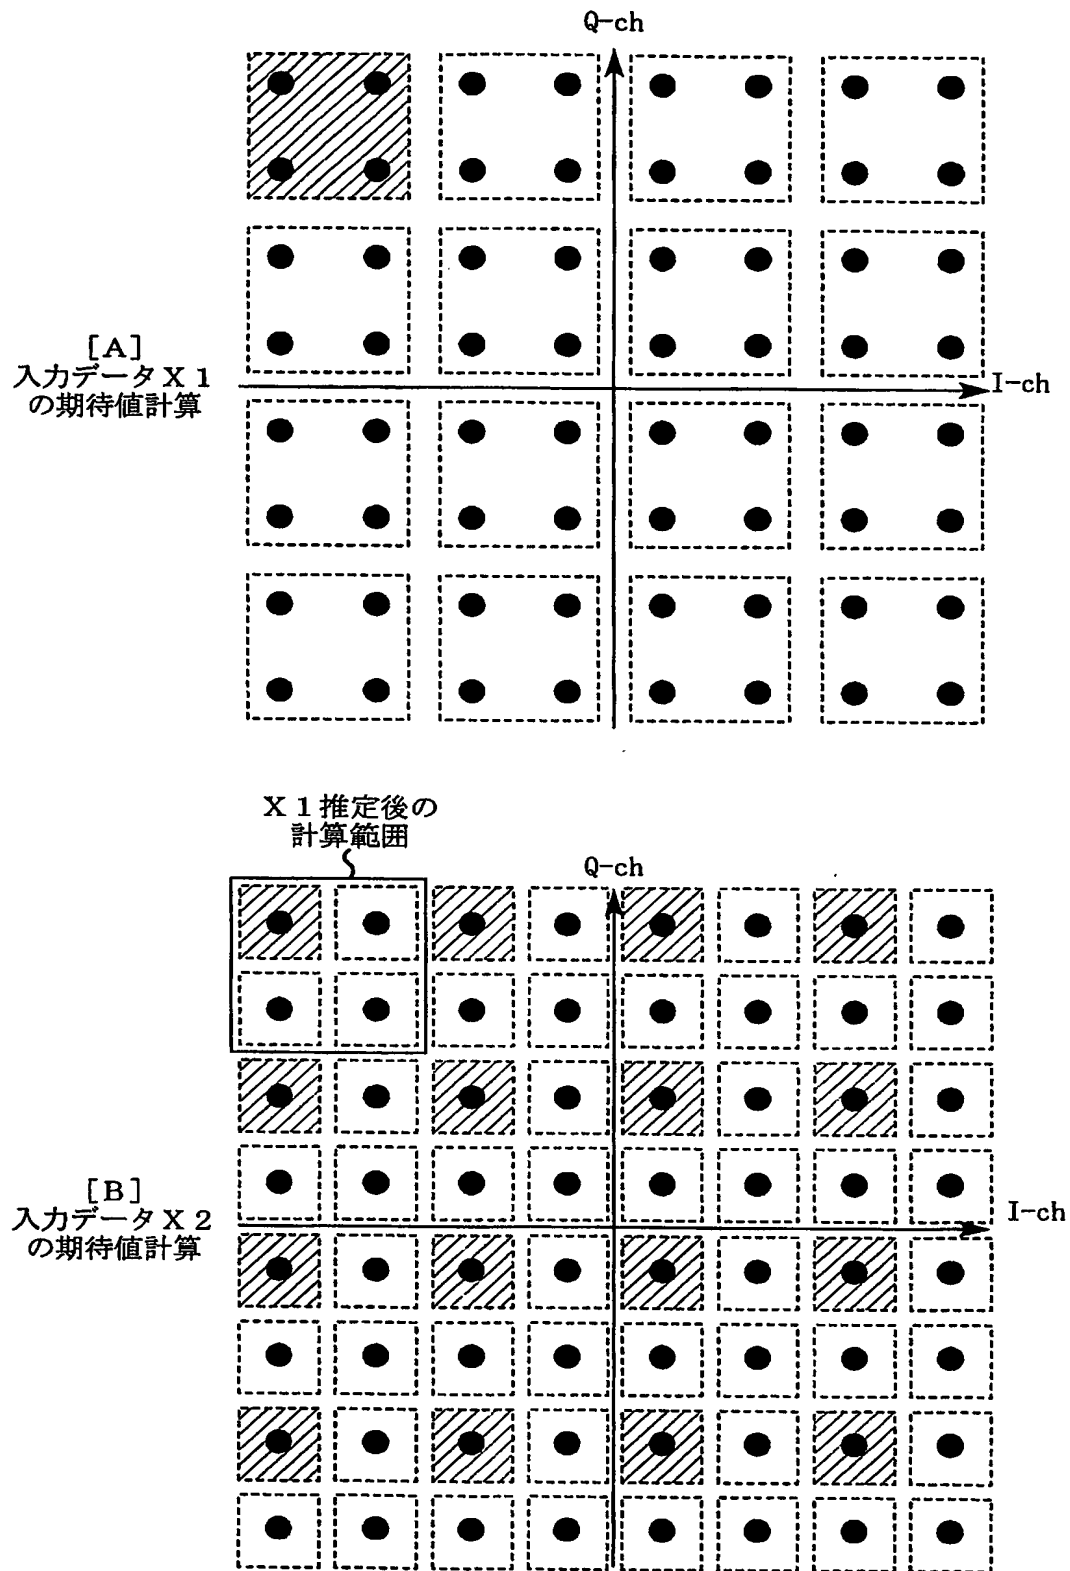 Q-ch
[A]
入力データX1
の期待値計算
I-ch
X1推定後の
計算範囲
Q-ch
[B]
入力データX2
の期待値計算
I-ch